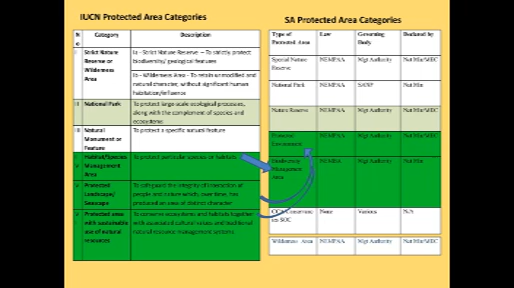 IUCN Protected Area Categories
SA Protected Area Categories
N
o
Category
Description
I
Strict Nature
Reserve or
Wilderness
Area
Ia - Strict Nature Reserve – To strictly protect
biodiversity/ geological features
Ib - Wilderness Area - To retain unmodified and
natural character, without significant human
habitation/influence
II
National Park
To protect large-scale ecological processes,
along with the complement of species and
ecosystems
III
Natural
Monument or
Feature
To protect a specific natural feature
Habitat/Species
Management
Area
To protect particular species or habitats
Protected
Landscape/
Seascape
To safeguard the integrity of interaction of
people and nature which, over time, has
produced an area of distinct character
Protected area
with sustainable
use of natural
resources
To conserve ecosystems and habitats together
with associated cultural values and traditional
natural resource management systems
Type of
Protected Area
Law
Governing
Body
Declared by
Special Nature
Reserve
NEMPAA
Mgt Authority
Nat Min/MEC
National Park
NEMPAA
Nat Min
Nature Reserve
NEMPAA
Mgt Authority
Nat Min/MEC
Protected
Environment
NEMPAA
Mgt Authority
Nat Min/MEC
Biodiversity
Management
Area
Mgt Authority
Nat Min
None
Various
N/A
Wilderness Area
NEMPAA
Mgt Authority
Nat Min/MEC